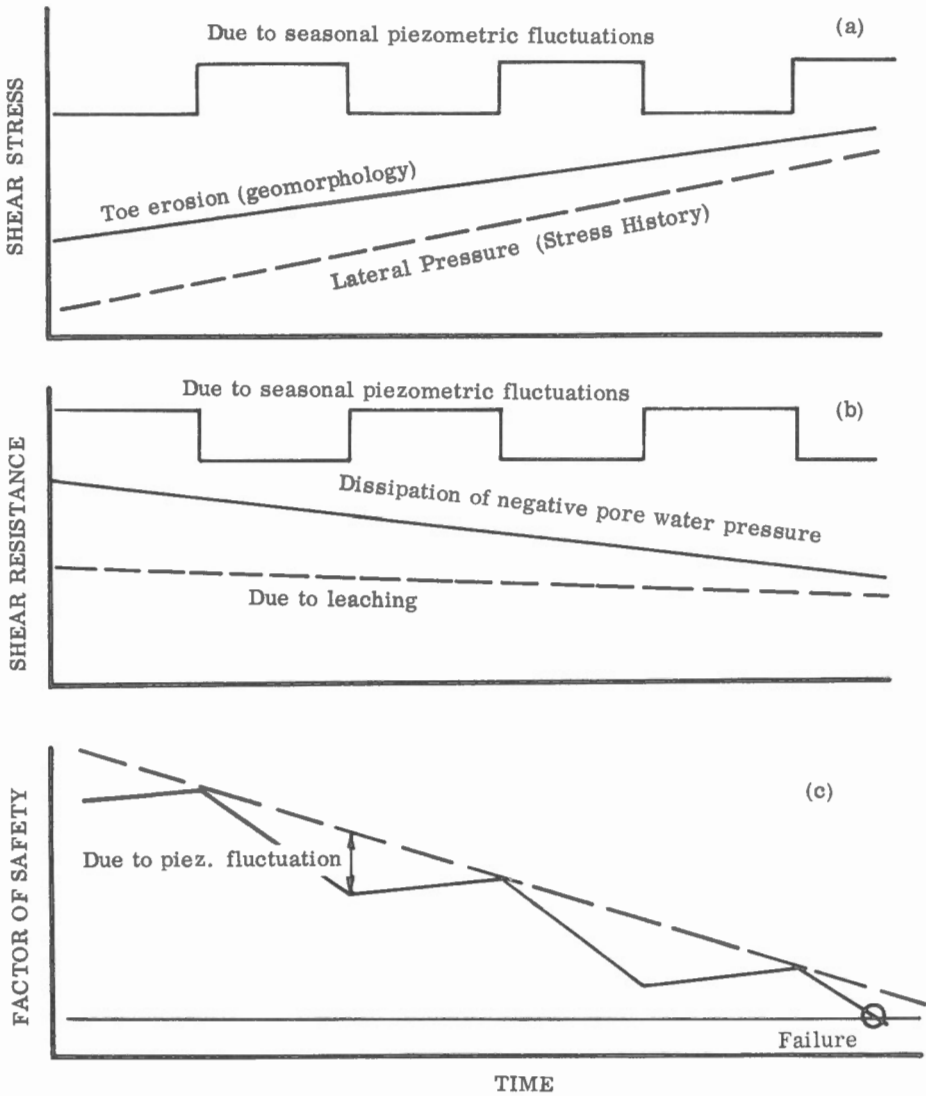 (a)
Due to seasonal piezometric fluctuations
SHEAR STRESS
Toe erosion (geomorphology)
Lateral Pressure (Stress History)
Due to seasonal piezometric fluctuations
(b)
SHEAR RESISTANCE
Dissipation of negative pore water pressure
Due to leaching
(c)
FACTOR OF SAFETY
Due to piez. fluctuation
Failure
TIME